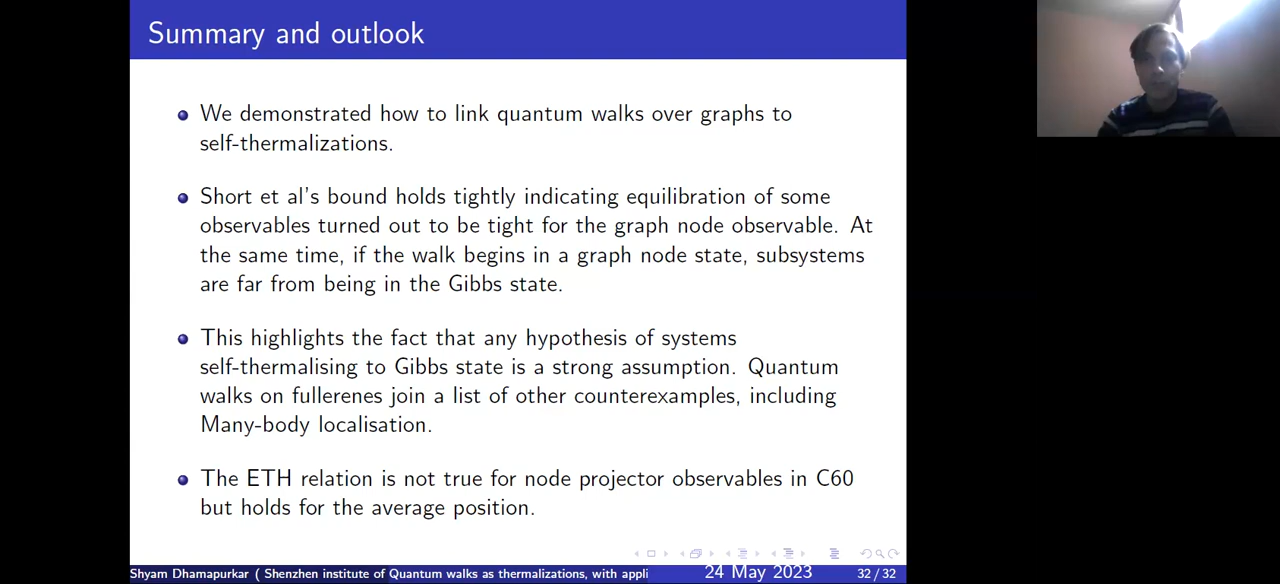 Summary and outlook
We demonstrated how to link quantum walks over graphs to
self-thermalizations.
Short et al's bound holds tightly indicating equilibration of some
observables turned out to be tight for the graph node observable. At
the same time, if the walk begins in a graph node state, subsystems
are far from being in the Gibbs state.
This highlights the fact that any hypothesis of systems
self-thermalising to Gibbs state is a strong assumption. Quantum
walks on fullerenes join a list of other counterexamples, including
Many-body localisation.
The ETH relation is not true for node projector observables in C60
but holds for the average position.
Shyam Dhamapurkar ( Shenzhen institute of Quantum walks as thermalizations, with appli 24 May 2023 32 / 32